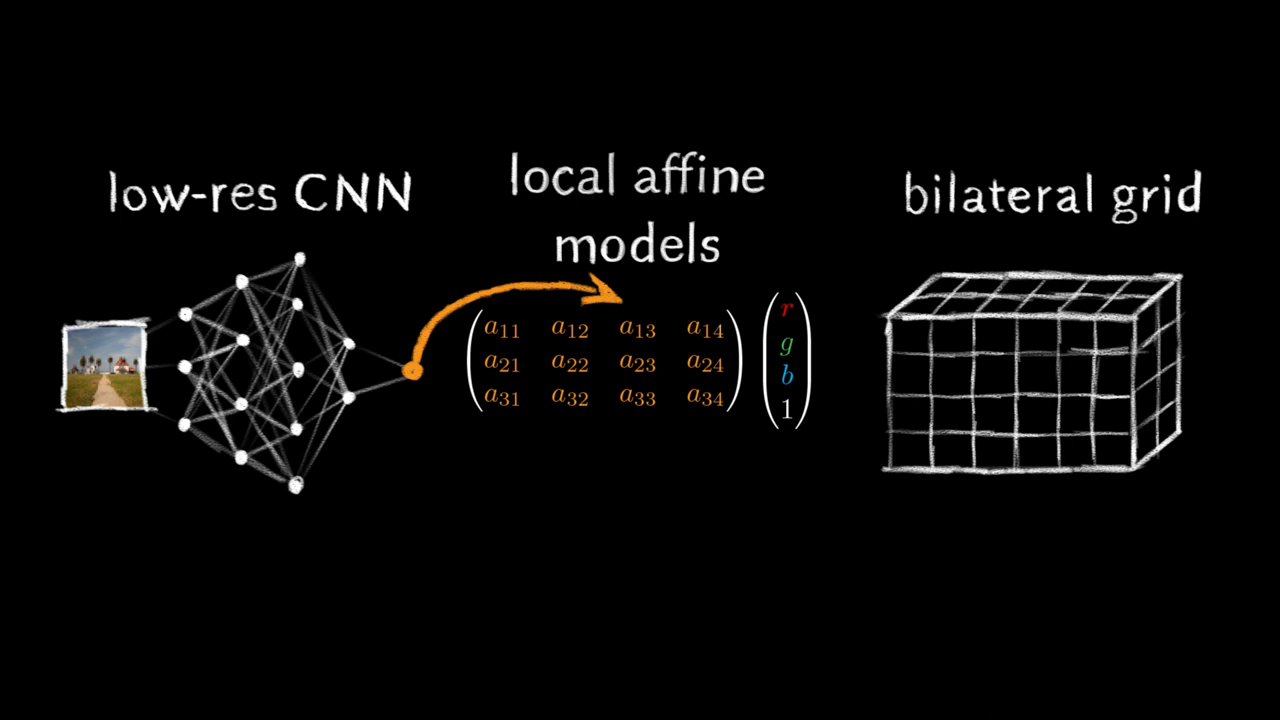 low-res CNN
local affine
models
bilateral grid
a11 a12 a13 a14
a21 a22 a23 a24
a31 a32 a33 a34
r
g
b
1